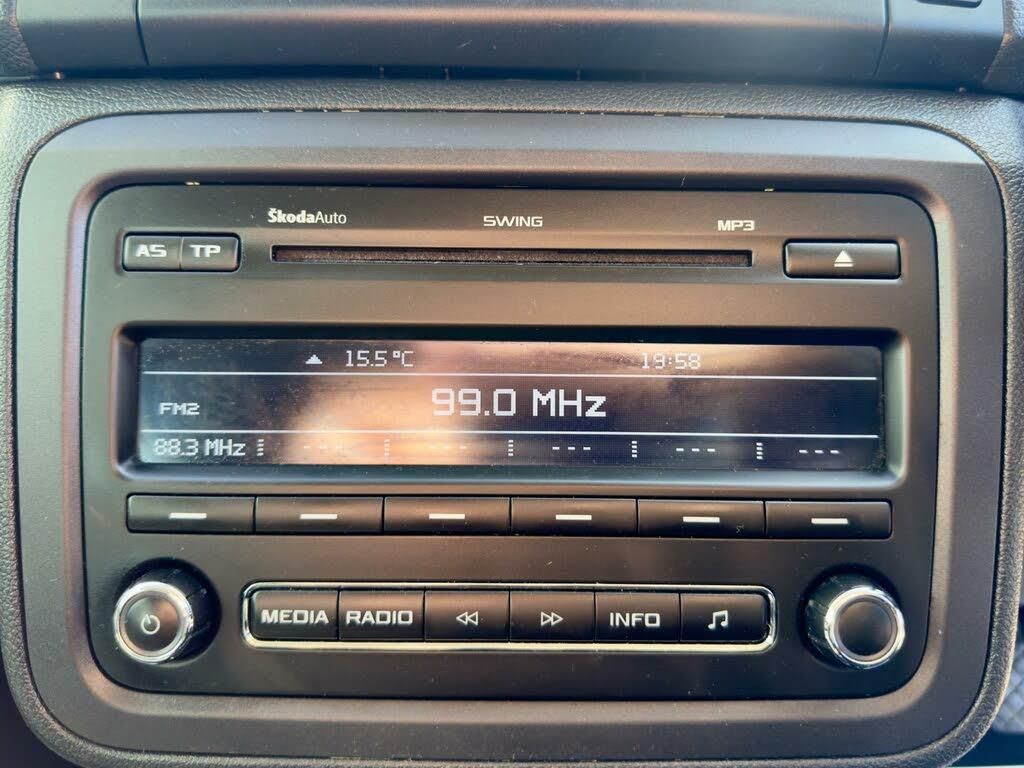 ŠkodaAuto SWING MP3
AS TP
15.5°C 19:58
99.0 MHz
FM2
88.3 MHz --- --- --- --- ---
MEDIA RADIO INFO